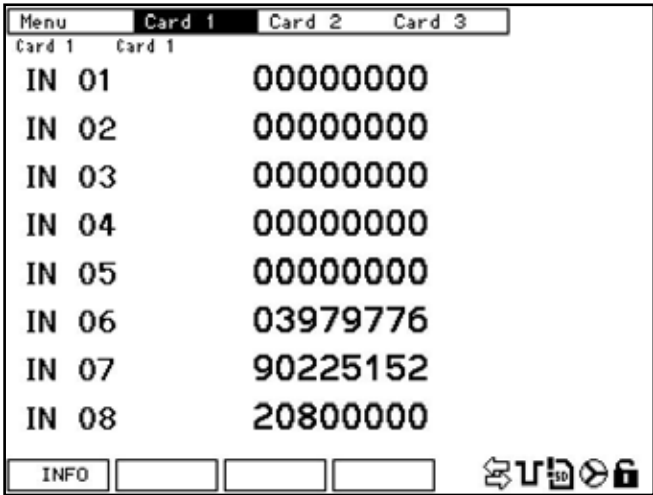 Menu Card 1 Card 2 Card 3
Card 1 Card 1
IN 01 00000000
IN 02 00000000
IN 03 00000000
IN 04 00000000
IN 05 00000000
IN 06 03979776
IN 07 90225152
IN 08 20800000
INFO SD